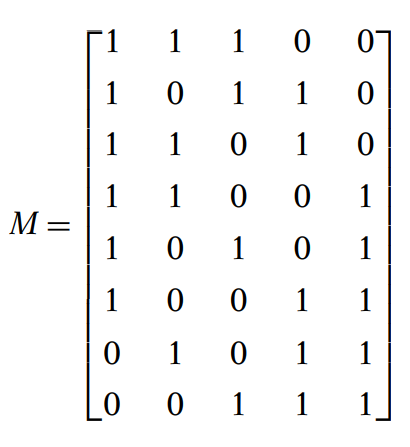 1 1 1 0 0
1 0 1 1 0
1 1 0 1 0
1 1 0 0 1
M = 1 0 1 0 1
1 0 0 1 1
0 1 0 1 1
0 0 1 1 1